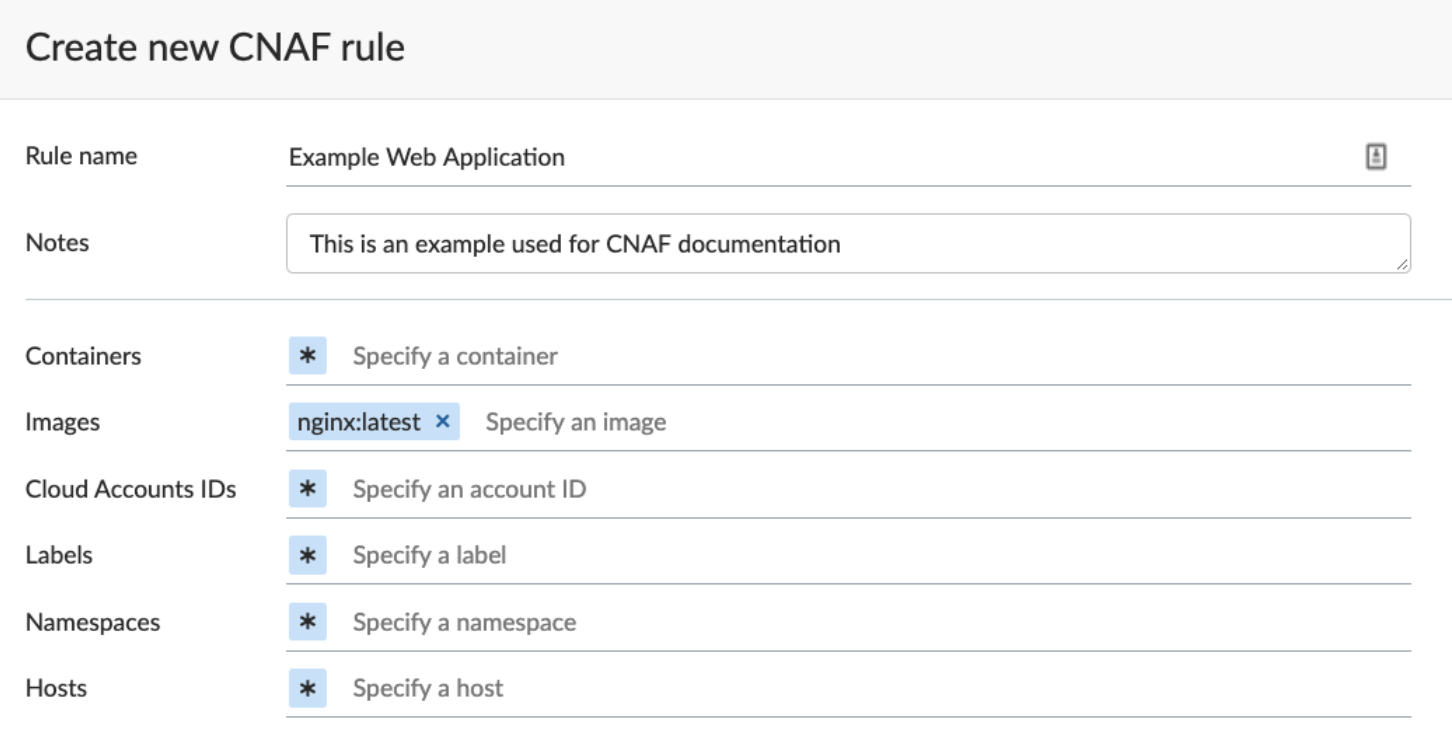 Create new CNAF rule
Rule name Example Web Application
Notes This is an example used for CNAF documentation
Containers * Specify a container
Images nginx:latest × Specify an image
Cloud Accounts IDs * Specify an account ID
Labels * Specify a label
Namespaces * Specify a namespace
Hosts * Specify a host